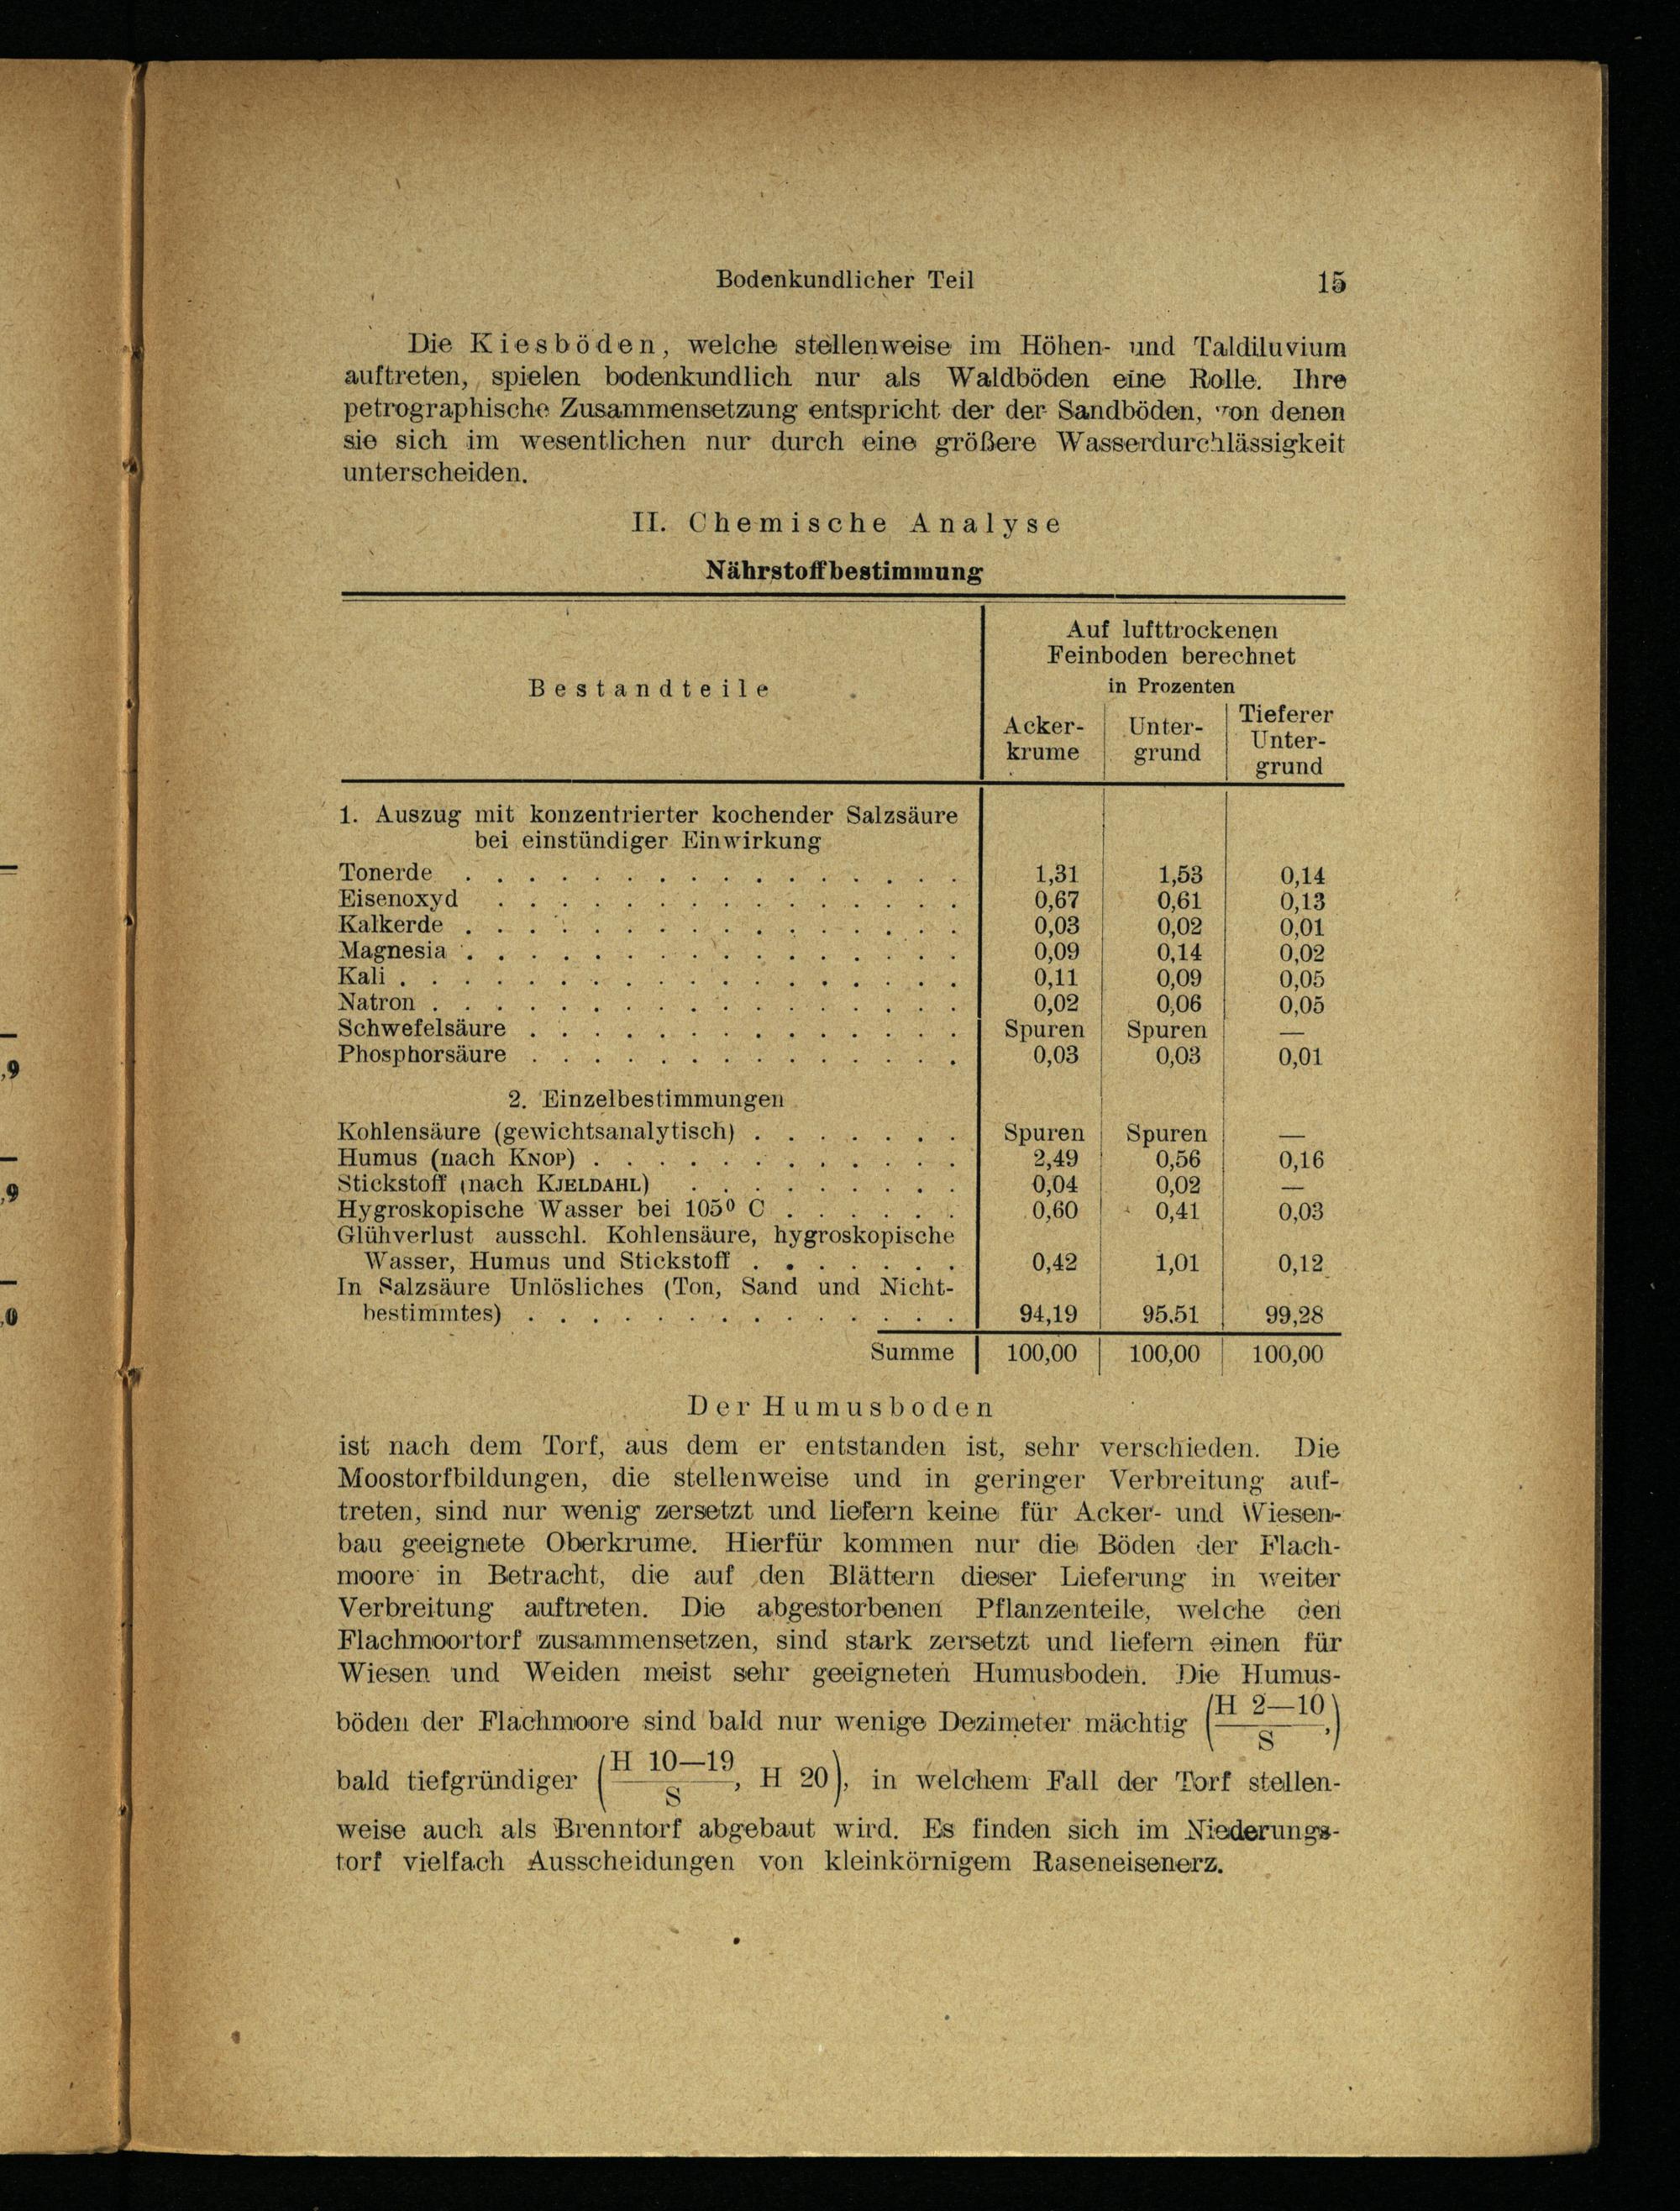 Bodenkundlicher Teil 15
Die Kiesböden, welche stellenweise im Höhen- und Taldiluvium
auftreten, spielen bodenkundlich nur als Waldböden eine Rolle. Ihre
petrographische Zusammensetzung entspricht der der Sandböden, von denen
sie sich im wesentlichen nur durch eine größere Wasserdurchlässigkeit
unterscheiden.
II. Chemische Analyse
Nährstoffbestimmung
Bestandteile
Auf lufttrockenen
Feinboden berechnet
in Prozenten
Acker-
krume
Unter-
grund
Tieferer
Unter-
grund
1. Auszug mit konzentrierter kochender Salzsäure
bei einstündiger Einwirkung
Tonerde . . . . . . . . . . . . . . . . 1,31 1,53 0,14
Eisenoxyd . . . . . . . . . . . . . . . 0,67 0,61 0,13
Kalkerde . . . . . . . . . . . . . . . . 0,03 0,02 0,01
Magnesia . . . . . . . . . . . . . . . . 0,09 0,14 0,02
Kali . . . . . . . . . . . . . . . . . . 0,11 0,09 0,05
Natron . . . . . . . . . . . . . . . . . 0,02 0,06 0,05
Schwefelsäure . . . . . . . . . . . . . . Spuren Spuren —
Phosphorsäure . . . . . . . . . . . . . . 0,03 0,03 0,01
2. Einzelbestimmungen
Kohlensäure (gewichtsanalytisch) . . . . . . . Spuren Spuren —
Humus (nach KNOP) . . . . . . . . . . . . 2,49 0,56 0,16
Stickstoff (nach KJELDAHL) . . . . . . . . . 0,04 0,02 —
Hygroskopische Wasser bei 105⁰ C . . . . . . 0,60 0,41 0,03
Glühverlust ausschl. Kohlensäure, hygroskopische
Wasser, Humus und Stickstoff . . . . . . . 0,42 1,01 0,12
In Salzsäure Unlösliches (Ton, Sand und Nicht-
bestimmtes) . . . . . . . . . . . . . . 94,19 95.51 99,28
Summe 100,00 100,00 100,00
Der Humusboden
ist nach dem Torf, aus dem er entstanden ist, sehr verschieden. Die
Moostorfbildungen, die stellenweise und in geringer Verbreitung auf-
treten, sind nur wenig zersetzt und liefern keine für Acker- und Wiesen-
bau geeignete Oberkrume. Hierfür kommen nur die Böden der Flach-
moore in Betracht, die auf den Blättern dieser Lieferung in weiter
Verbreitung auftreten. Die abgestorbenen Pflanzenteile, welche den
Flachmoortorf zusammensetzen, sind stark zersetzt und liefern einen für
Wiesen und Weiden meist sehr geeigneten Humusboden. Die Humus-
böden der Flachmoore sind bald nur wenige Dezimeter mächtig (H 2—10 / S,)
bald tiefgründiger (H 10—19 / S, H 20), in welchem Fall der Torf stellen-
weise auch als Brenntorf abgebaut wird. Es finden sich im Niederungs-
torf vielfach Ausscheidungen von kleinkörnigem Raseneisenerz.